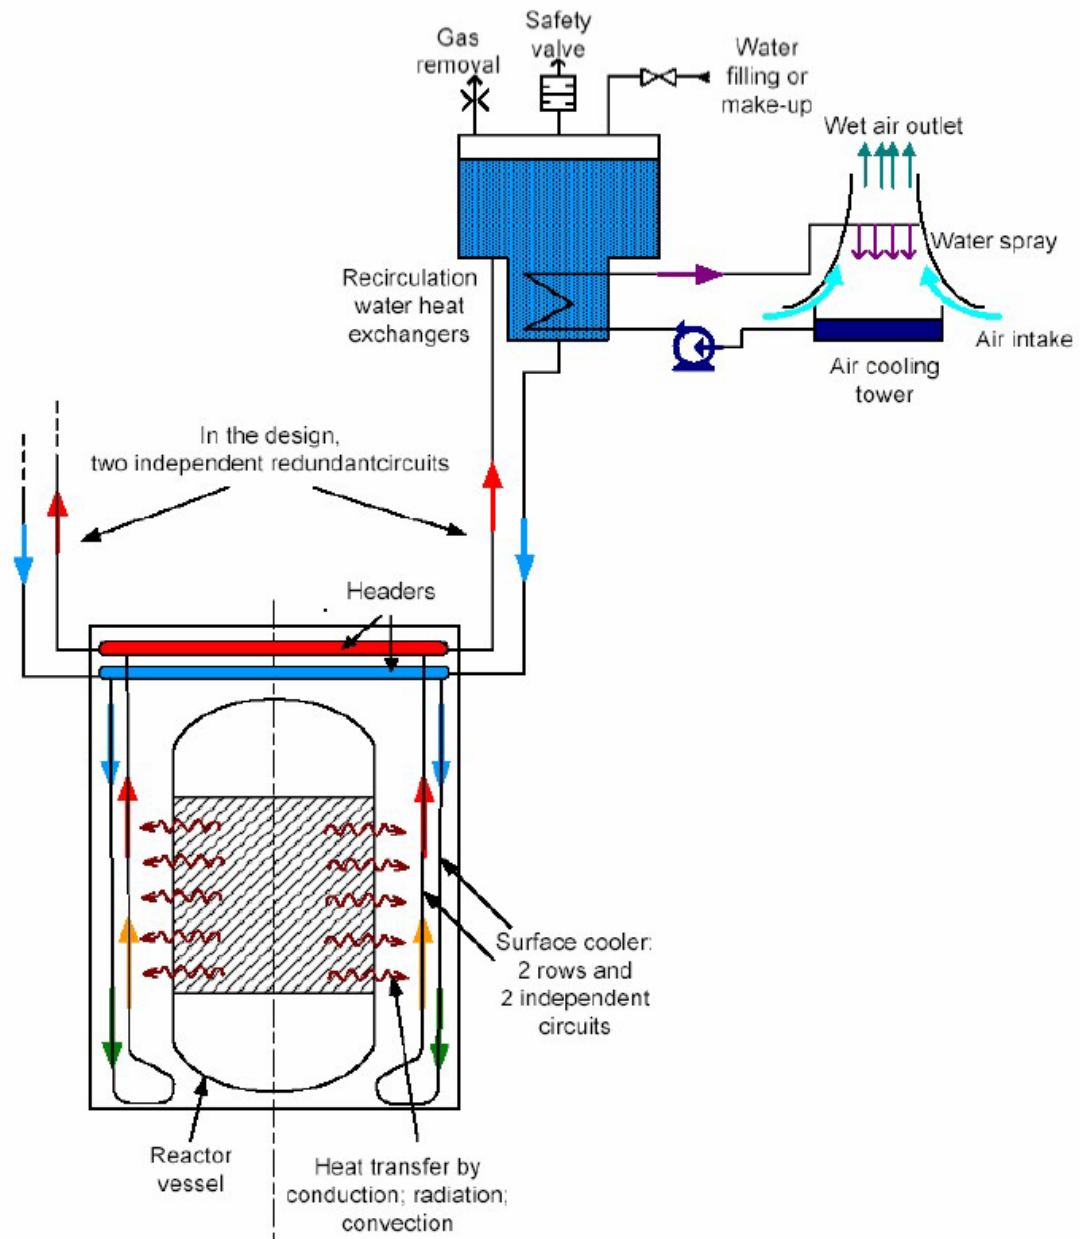 Gas
removal
Safety
valve
Water
filling or
make-up
Wet air outlet
Water spray
Recirculation
water heat
exchangers
Air intake
Air cooling
tower
In the design,
two independent redundantcircuits
Headers
Surface cooler:
2 rows and
2 independent
circuits
Reactor
vessel
Heat transfer by
conduction; radiation;
convection